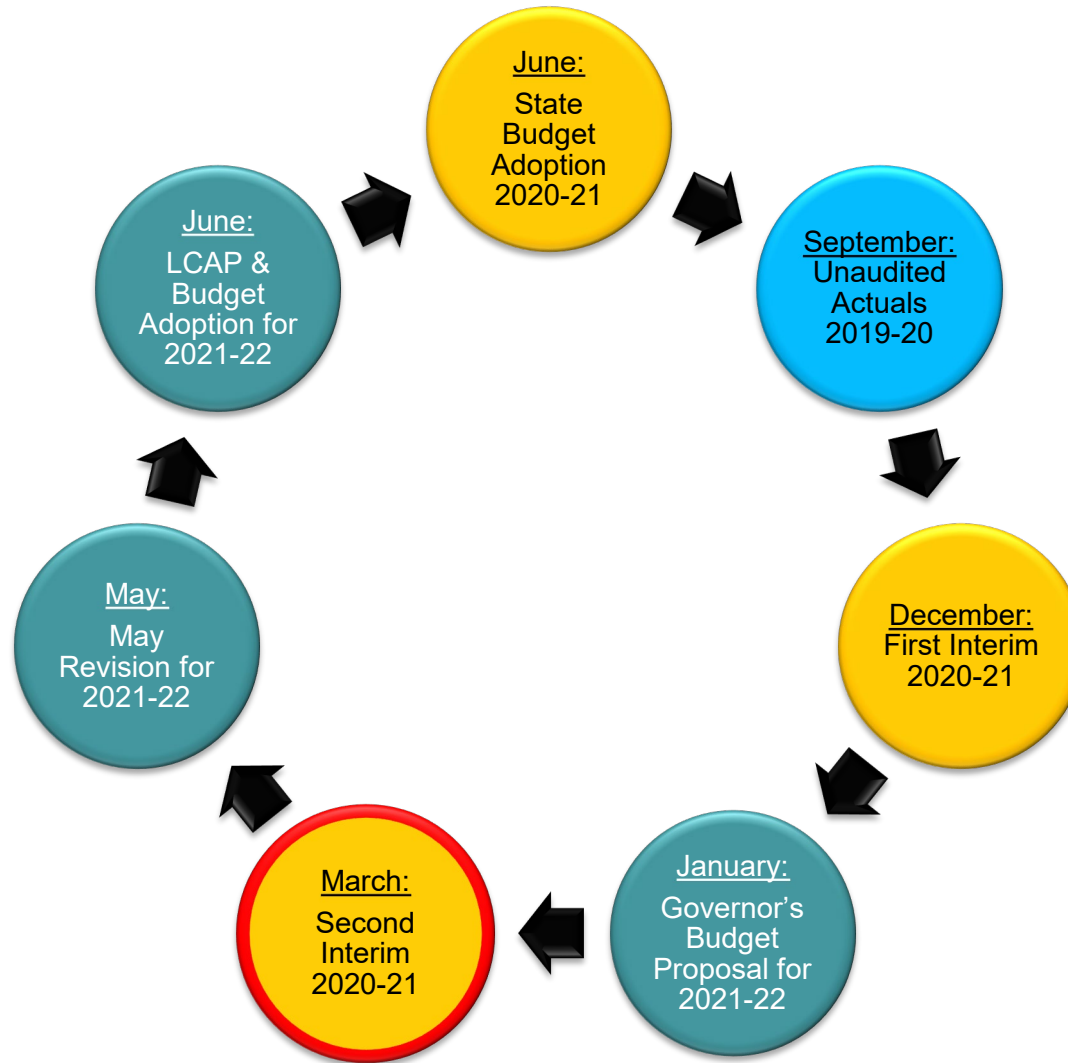 June:
State
Budget
Adoption
2020-21
September:
Unaudited
Actuals
2019-20
December:
First Interim
2020-21
January:
Governor’s
Budget
Proposal for
2021-22
March:
Second
Interim
2020-21
May:
May
Revision for
2021-22
June:
LCAP &
Budget
Adoption for
2021-22